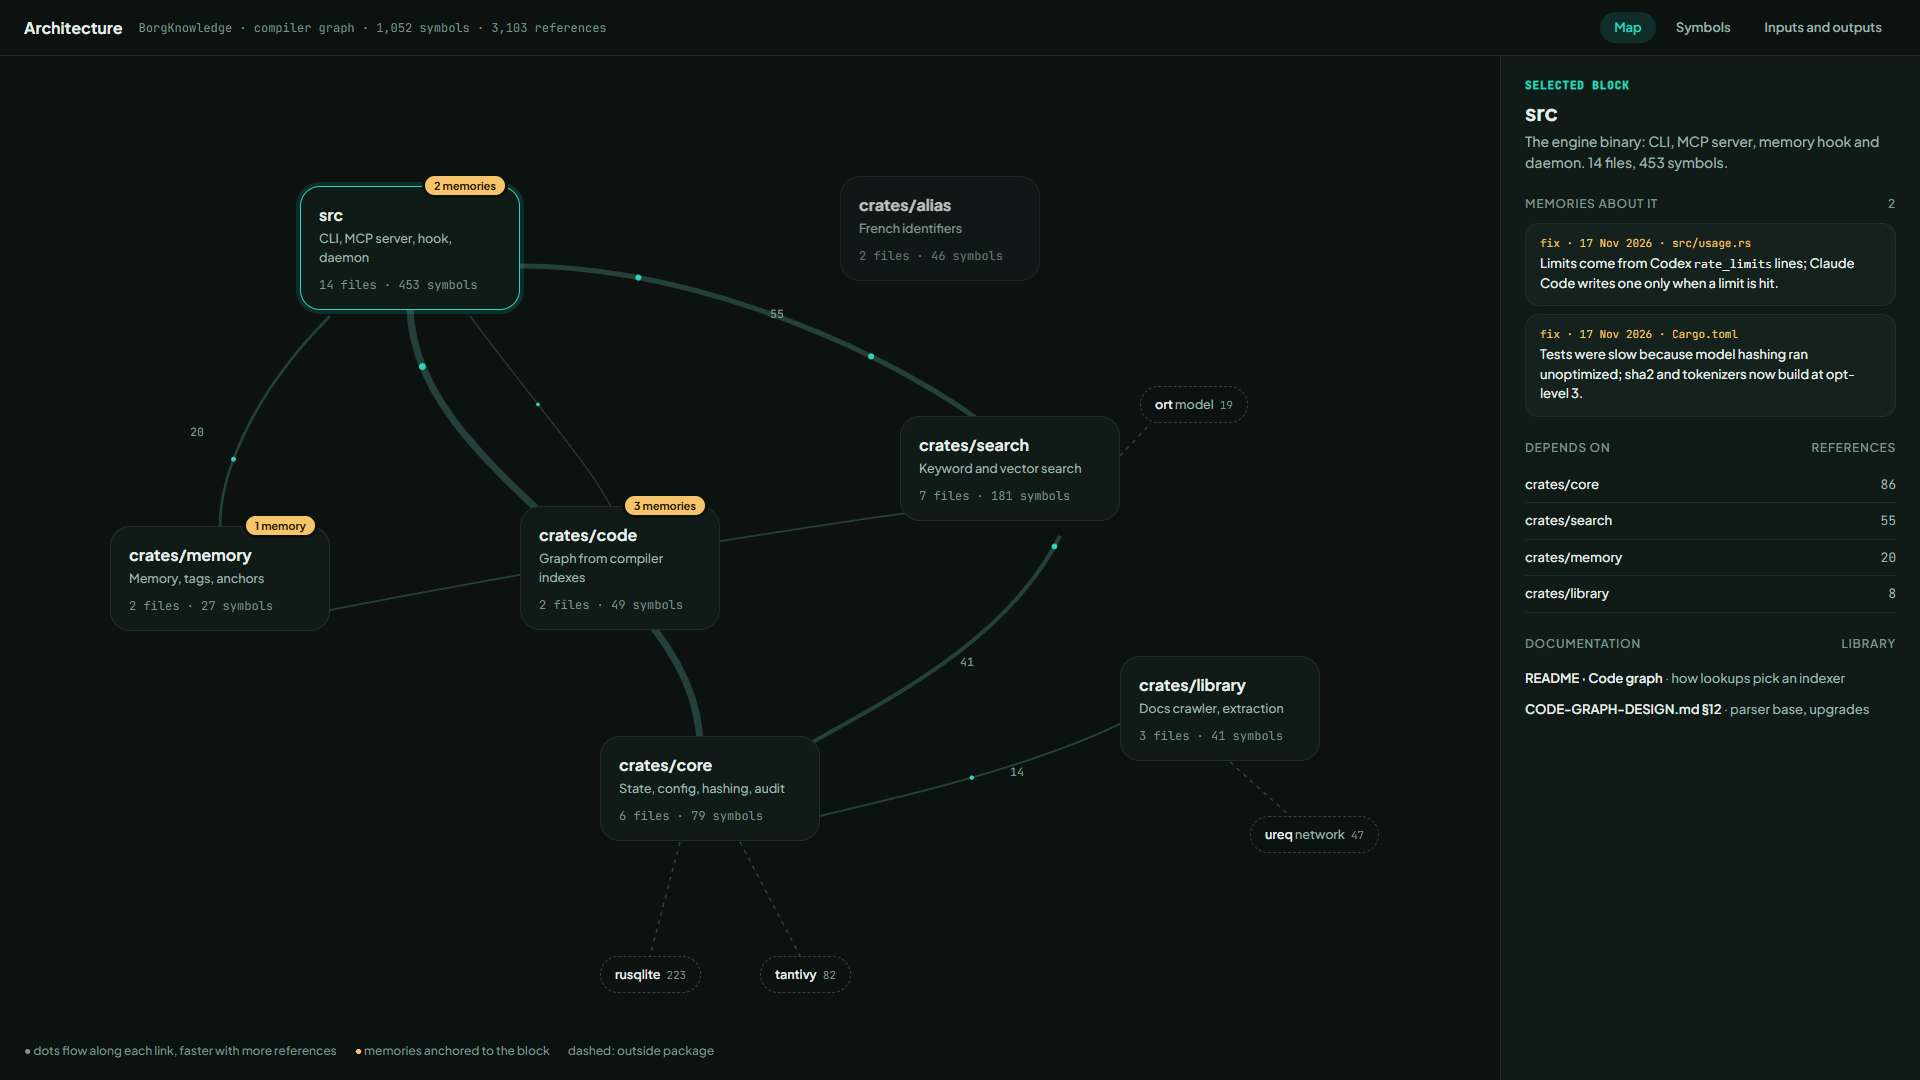 Architecture
BorgKnowledge · compiler graph · 1,052 symbols · 3,103 references
Map
Symbols
Inputs and outputs
2 memories
src
CLI, MCP server, hook,
daemon
14 files · 453 symbols
crates/alias
French identifiers
2 files · 46 symbols
55
ort model 19
20
crates/search
Keyword and vector search
7 files · 181 symbols
1 memory
crates/memory
Memory, tags, anchors
2 files · 27 symbols
3 memories
crates/code
Graph from compiler
indexes
2 files · 49 symbols
41
crates/library
Docs crawler, extraction
3 files · 41 symbols
14
crates/core
State, config, hashing, audit
6 files · 79 symbols
ureq network 47
rusqlite 223
tantivy 82
dots flow along each link, faster with more references
memories anchored to the block
dashed: outside package
SELECTED BLOCK
src
The engine binary: CLI, MCP server, memory hook and
daemon. 14 files, 453 symbols.
MEMORIES ABOUT IT 2
fix · 17 Nov 2026 · src/usage.rs
Limits come from Codex rate_limits lines; Claude
Code writes one only when a limit is hit.
fix · 17 Nov 2026 · Cargo.toml
Tests were slow because model hashing ran
unoptimized; sha2 and tokenizers now build at opt-
level 3.
DEPENDS ON REFERENCES
crates/core 86
crates/search 55
crates/memory 20
crates/library 8
DOCUMENTATION LIBRARY
README · Code graph · how lookups pick an indexer
CODE-GRAPH-DESIGN.md §12 · parser base, upgrades